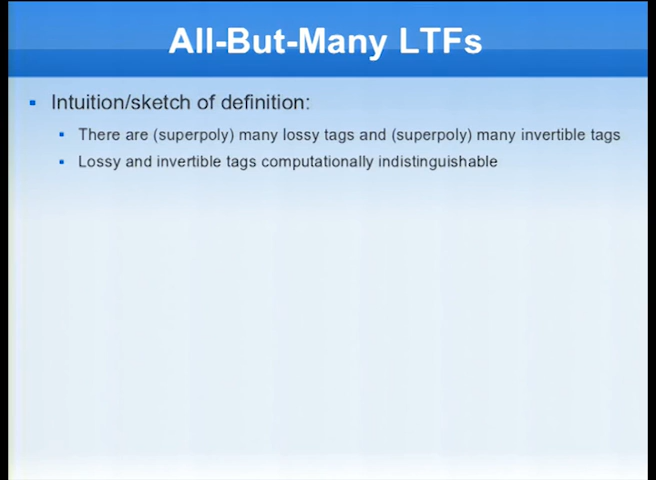 All-But-Many LTFs
Intuition/sketch of definition:
There are (superpoly) many lossy tags and (superpoly) many invertible tags
Lossy and invertible tags computationally indistinguishable